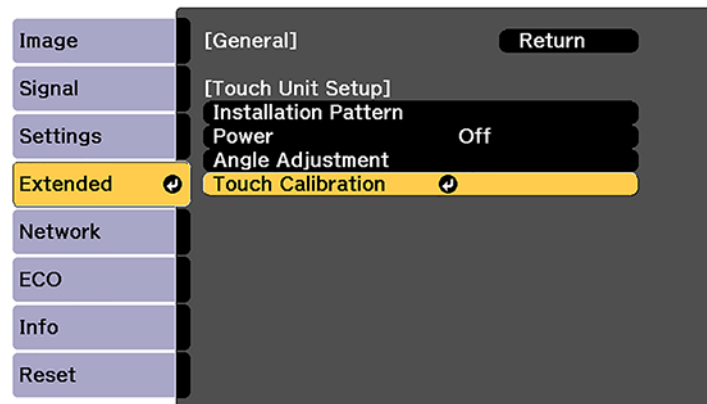 Image
Signal
Settings
Extended
Network
ECO
Info
Reset
[General] Return
[Touch Unit Setup]
Installation Pattern
Power Off
Angle Adjustment
Touch Calibration